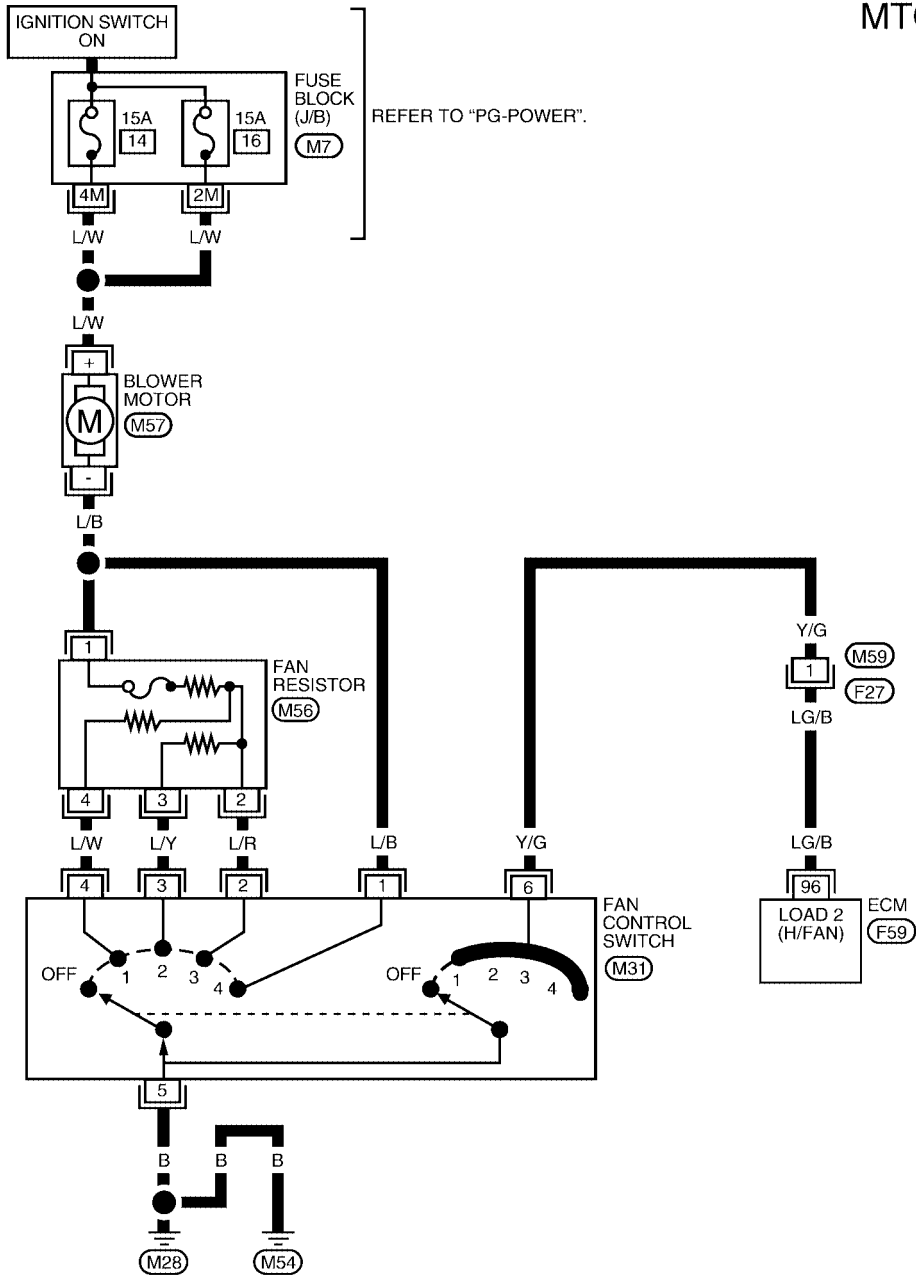 MTC
IGNITION SWITCH
ON
FUSE
BLOCK
(J/B)
M7
REFER TO “PG-POWER”.
15A
14
15A
16
4M
2M
L/W
L/W
L/W
+
BLOWER
MOTOR
M57
M
-
L/B
1
FAN
RESISTOR
M56
Y/G
1
M59
F27
LG/B
4
3
2
L/W
L/Y
L/R
L/B
Y/G
LG/B
4
3
2
1
6
96
FAN
CONTROL
SWITCH
M31
LOAD 2
(H/FAN)
ECM
F59
OFF
1
2
3
4
OFF
1
2
3
4
5
B
B
B
M28
M54